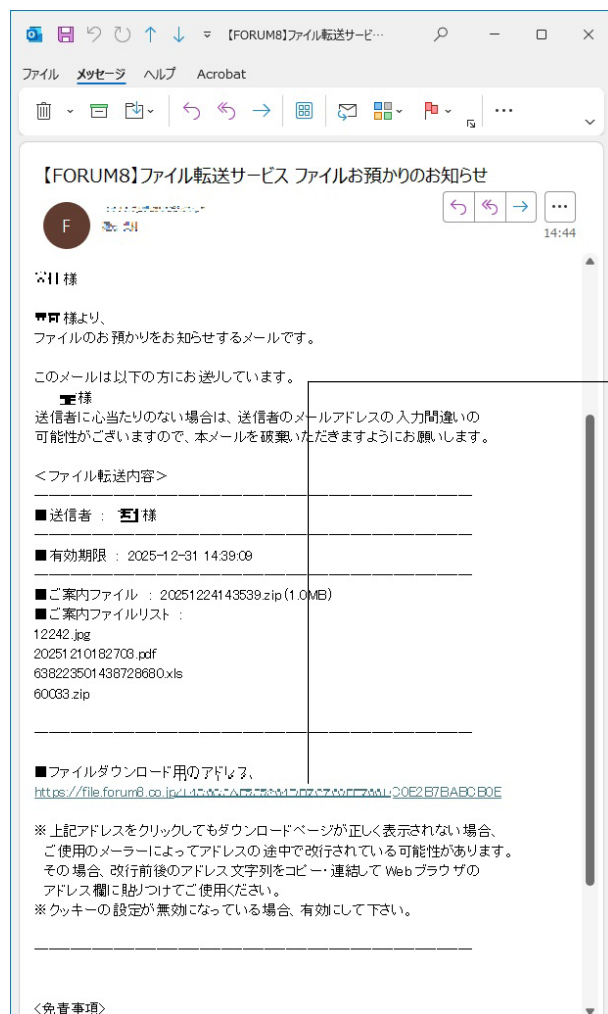 【FORUM8】ファイル転送サービ…
ファイル メッセージ ヘルプ Acrobat
【FORUM8】ファイル転送サービス ファイルお預かりのお知らせ
F
14:44
様
様より、
ファイルのお預かりをお知らせするメールです。
このメールは以下の方にお送りしています。
様
送信者に心当たりのない場合は、送信者のメールアドレスの入力間違いの
可能性がございますので、本メールを破棄いただきますようにお願いします。
＜ファイル転送内容＞
■送信者 : 様
■有効期限 : 2025-12-31 14:39:09
■ご案内ファイル : 20251224143539.zip(1.0MB)
■ご案内ファイルリスト :
12242.jpg
20251210182703.pdf
638223501438728680.xls
60033.zip
■ファイルダウンロード用のアドレス、
https://file.forum8.co.jp/ C0E2B7BABCB0E
※上記アドレスをクリックしてもダウンロードページが正しく表示されない場合、
ご使用のメーラーによってアドレスの途中で改行されている可能性があります。
その場合、改行前後のアドレス文字列をコピー・連結して Web ブラウザの
アドレス欄に貼りつけてご使用ください。
※クッキーの設定が無効になっている場合、有効にして下さい。
＜免責事項＞